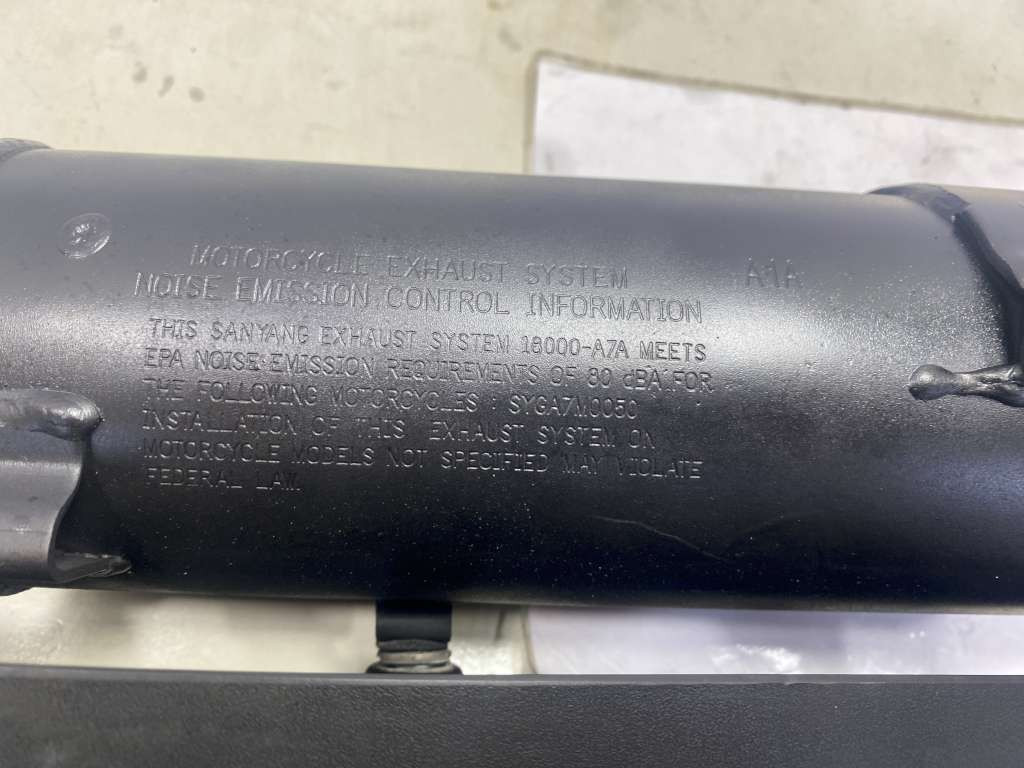 MOTORCYCLE EXHAUST SYSTEM A1A
NOISE EMISSION CONTROL INFORMATION
THIS SANYANG EXHAUST SYSTEM 18000-A7A MEETS
EPA NOISE EMISSION REQUIREMENTS OF 80 dBA FOR
THE FOLLOWING MOTORCYCLES : SYGA7M0050
INSTALLATION OF THIS EXHAUST SYSTEM ON
MOTORCYCLE MODELS NOT SPECIFIED MAY VIOLATE
FEDERAL LAW.